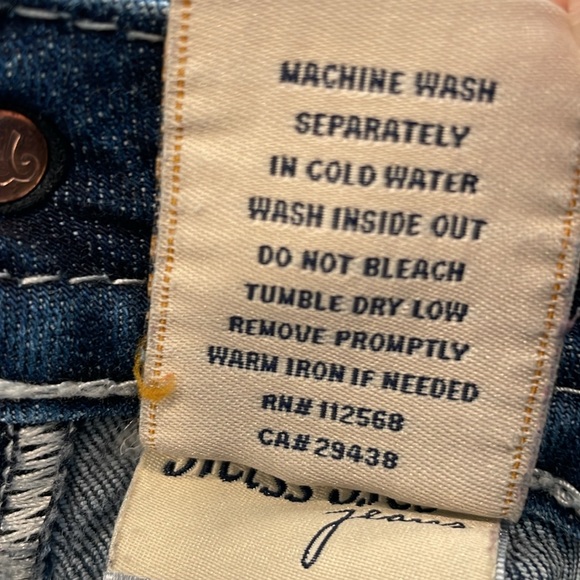 MACHINE WASH
SEPARATELY
IN COLD WATER
WASH INSIDE OUT
DO NOT BLEACH
TUMBLE DRY LOW
REMOVE PROMPTLY
WARM IRON IF NEEDED
RN# 112568
CA# 29438
jeans